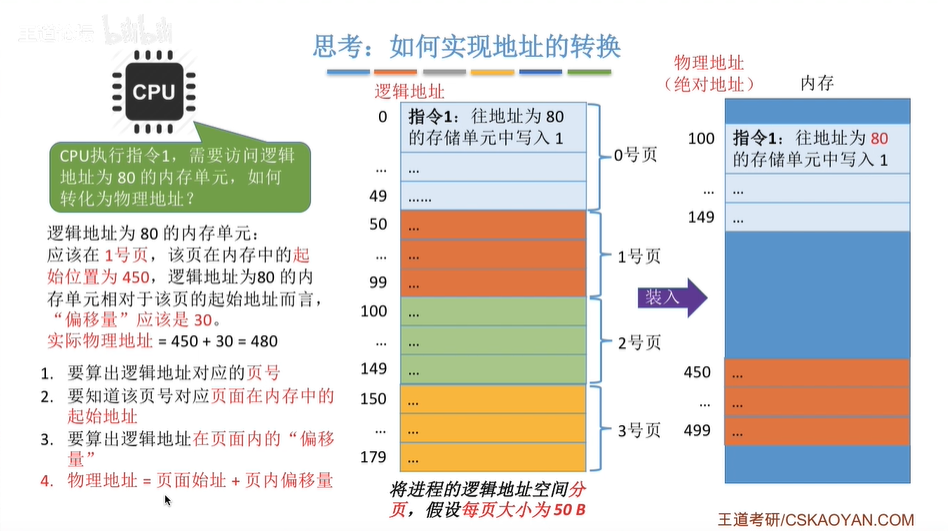 王道论坛 bilibili
思考：如何实现地址的转换
CPU
CPU执行指令1，需要访问逻辑
地址为 80 的内存单元，如何
转化为物理地址？
逻辑地址为 80 的内存单元：
应该在 1号页，该页在内存中的起
始位置为 450，逻辑地址为80 的内
存单元相对于该页的起始地址而言，
“偏移量”应该是 30。
实际物理地址 = 450 + 30 = 480
1. 要算出逻辑地址对应的页号
2. 要知道该页号对应页面在内存中的
起始地址
3. 要算出逻辑地址在页面内的“偏移
量”
4. 物理地址 = 页面始址 + 页内偏移量
逻辑地址
0 指令1：往地址为 80
的存储单元中写入 1
... ...
49 ......
0号页
50 ...
... ...
99 ...
1号页
100 ...
... ...
149 ...
2号页
150 ...
... ...
179 ...
3号页
将进程的逻辑地址空间分
页，假设每页大小为 50 B
装入
物理地址
（绝对地址）
内存
100 指令1：往地址为 80
的存储单元中写入 1
... ...
149 ...
450 ...
... ...
499 ...
王道考研/CSKAOYAN.COM